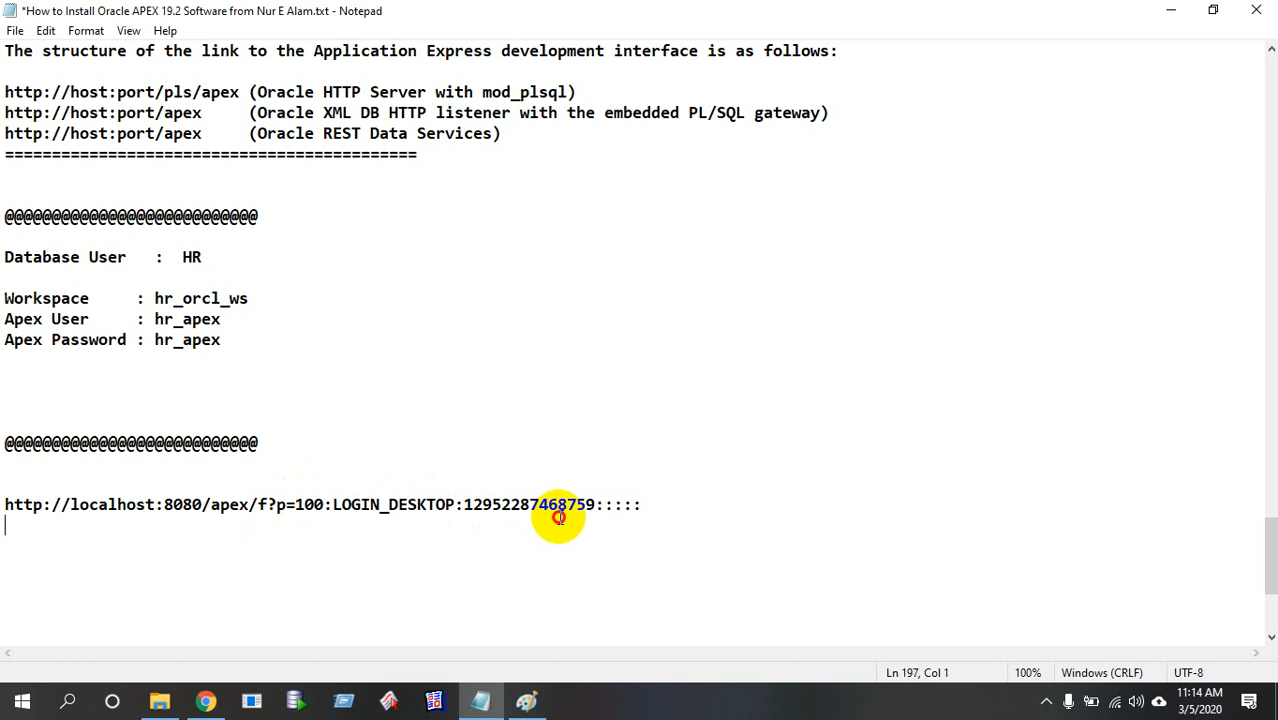 *How to Install Oracle APEX 19.2 Software from Nur E Alam.txt - Notepad
File Edit Format View Help
The structure of the link to the Application Express development interface is as follows:
http://host:port/pls/apex (Oracle HTTP Server with mod_plsql)
http://host:port/apex (Oracle XML DB HTTP listener with the embedded PL/SQL gateway)
http://host:port/apex (Oracle REST Data Services)
============================================
@@@@@@@@@@@@@@@@@@@@@@@@@@@
Database User : HR
Workspace : hr_orcl_ws
Apex User : hr_apex
Apex Password : hr_apex
@@@@@@@@@@@@@@@@@@@@@@@@@@@
http://localhost:8080/apex/f?p=100:LOGIN_DESKTOP:12952287468759:::::
Ln 197, Col 1 100% Windows (CRLF) UTF-8
11:14 AM
3/5/2020